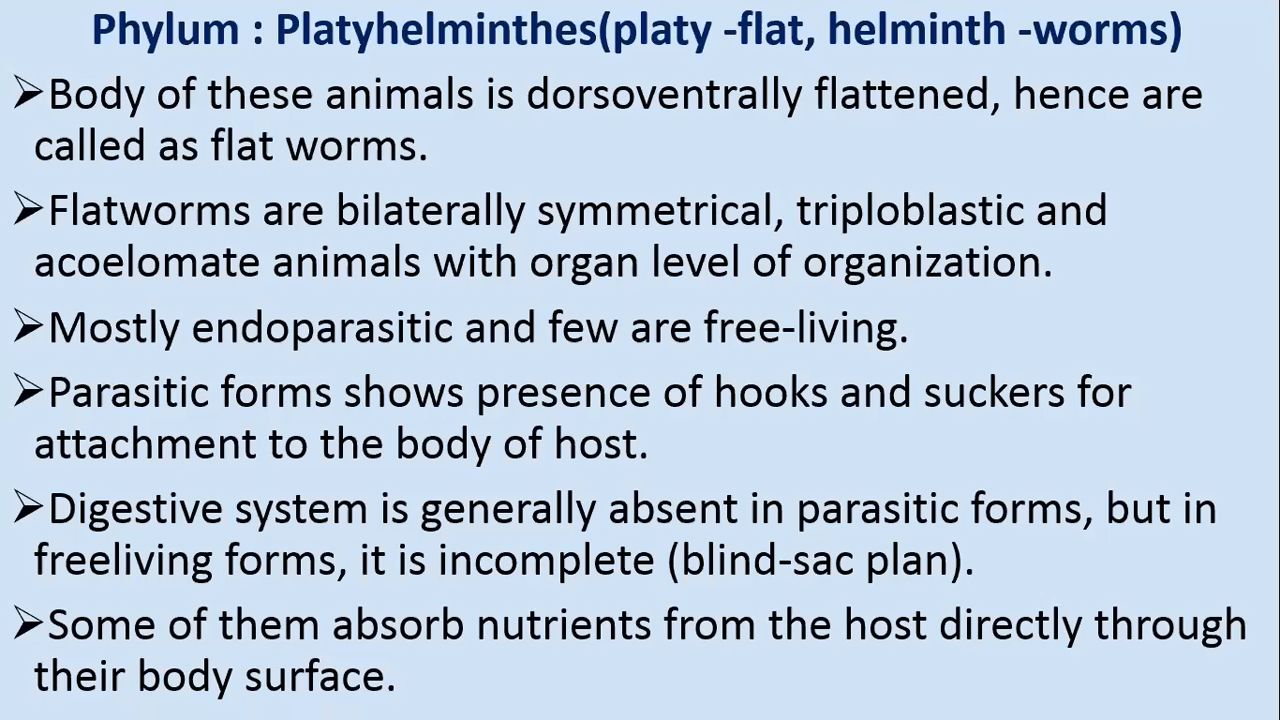 Phylum : Platyhelminthes(platy -flat, helminth -worms)
➢Body of these animals is dorsoventrally flattened, hence are
called as flat worms.
➢Flatworms are bilaterally symmetrical, triploblastic and
acoelomate animals with organ level of organization.
➢Mostly endoparasitic and few are free-living.
➢Parasitic forms shows presence of hooks and suckers for
attachment to the body of host.
➢Digestive system is generally absent in parasitic forms, but in
freeliving forms, it is incomplete (blind-sac plan).
➢Some of them absorb nutrients from the host directly through
their body surface.